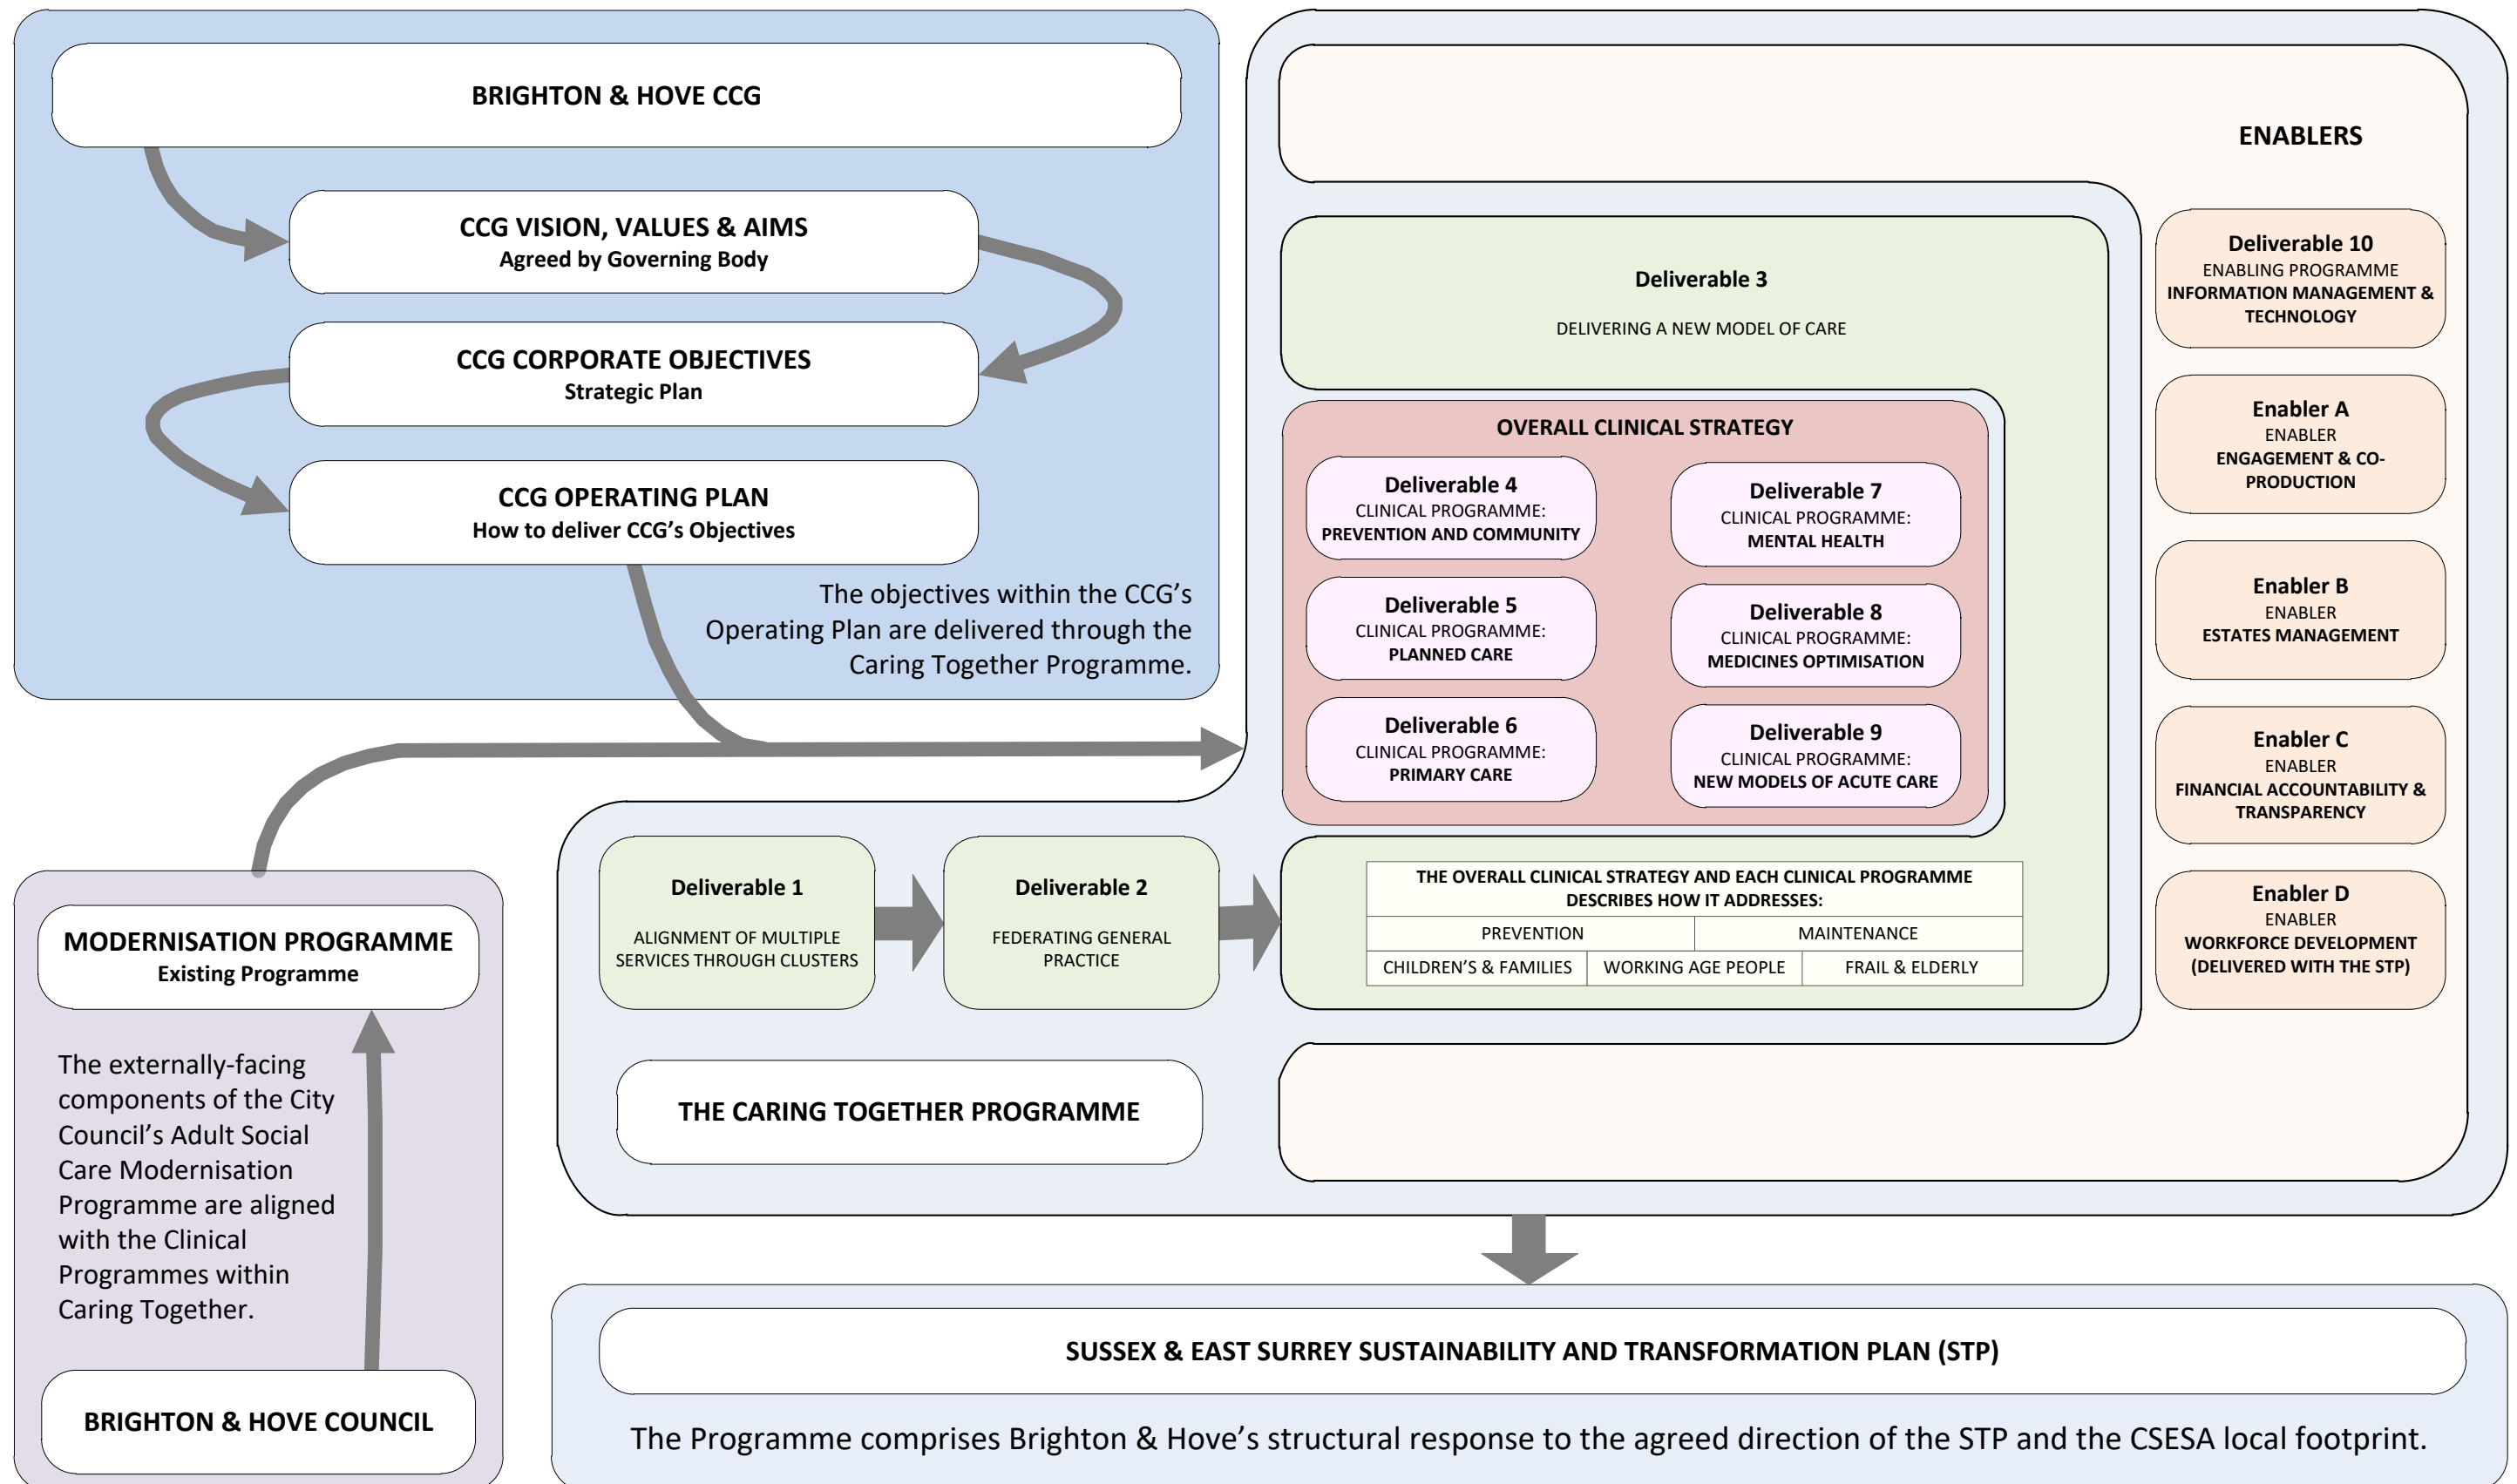 BRIGHTON & HOVE CCG
CCG VISION, VALUES & AIMS
Agreed by Governing Body
CCG CORPORATE OBJECTIVES
Strategic Plan
CCG OPERATING PLAN
How to deliver CCG’s Objectives
The objectives within the CCG’s
Operating Plan are delivered through the
Caring Together Programme.
MODERNISATION PROGRAMME
Existing Programme
The externally-facing
components of the City
Council’s Adult Social
Care Modernisation
Programme are aligned
with the Clinical
Programmes within
Caring Together.
BRIGHTON & HOVE COUNCIL
Deliverable 1
ALIGNMENT OF MULTIPLE
SERVICES THROUGH CLUSTERS
Deliverable 2
FEDERATING GENERAL
PRACTICE
THE CARING TOGETHER PROGRAMME
Deliverable 3
DELIVERING A NEW MODEL OF CARE
OVERALL CLINICAL STRATEGY
Deliverable 4
CLINICAL PROGRAMME:
PREVENTION AND COMMUNITY
Deliverable 5
CLINICAL PROGRAMME:
PLANNED CARE
Deliverable 6
CLINICAL PROGRAMME:
PRIMARY CARE
Deliverable 7
CLINICAL PROGRAMME:
MENTAL HEALTH
Deliverable 8
CLINICAL PROGRAMME:
MEDICINES OPTIMISATION
Deliverable 9
CLINICAL PROGRAMME:
NEW MODELS OF ACUTE CARE
THE OVERALL CLINICAL STRATEGY AND EACH CLINICAL PROGRAMME
DESCRIBES HOW IT ADDRESSES:
PREVENTION MAINTENANCE
CHILDREN’S & FAMILIES WORKING AGE PEOPLE FRAIL & ELDERLY
ENABLERS
Deliverable 10
ENABLING PROGRAMME
INFORMATION MANAGEMENT &
TECHNOLOGY
Enabler A
ENABLER
ENGAGEMENT & CO-
PRODUCTION
Enabler B
ENABLER
ESTATES MANAGEMENT
Enabler C
ENABLER
FINANCIAL ACCOUNTABILITY &
TRANSPARENCY
Enabler D
ENABLER
WORKFORCE DEVELOPMENT
(DELIVERED WITH THE STP)
SUSSEX & EAST SURREY SUSTAINABILITY AND TRANSFORMATION PLAN (STP)
The Programme comprises Brighton & Hove’s structural response to the agreed direction of the STP and the CSESA local footprint.